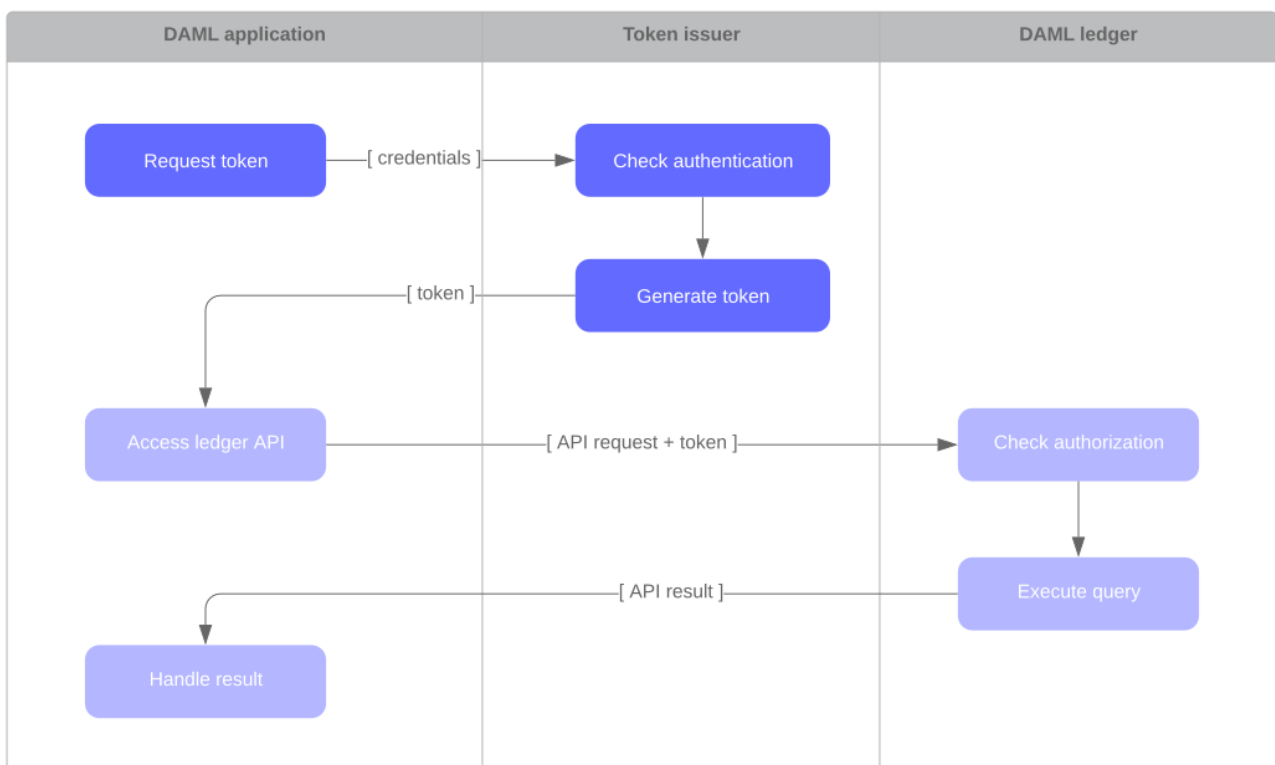 DAML application
Token issuer
DAML ledger
Request token
[ credentials ]
Check authentication
[ token ]
Generate token
Access ledger API
[ API request + token ]
Check authorization
[ API result ]
Execute query
Handle result